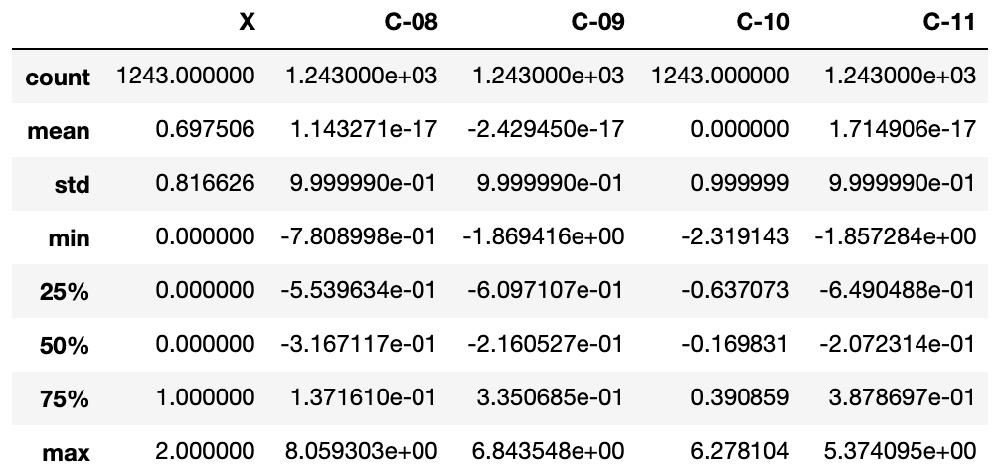 X C-08 C-09 C-10 C-11
count 1243.000000 1.243000e+03 1.243000e+03 1243.000000 1.243000e+03
mean 0.697506 1.143271e-17 -2.429450e-17 0.000000 1.714906e-17
std 0.816626 9.999990e-01 9.999990e-01 0.999999 9.999990e-01
min 0.000000 -7.808998e-01 -1.869416e+00 -2.319143 -1.857284e+00
25% 0.000000 -5.539634e-01 -6.097107e-01 -0.637073 -6.490488e-01
50% 0.000000 -3.167117e-01 -2.160527e-01 -0.169831 -2.072314e-01
75% 1.000000 1.371610e-01 3.350685e-01 0.390859 3.878697e-01
max 2.000000 8.059303e+00 6.843548e+00 6.278104 5.374095e+00